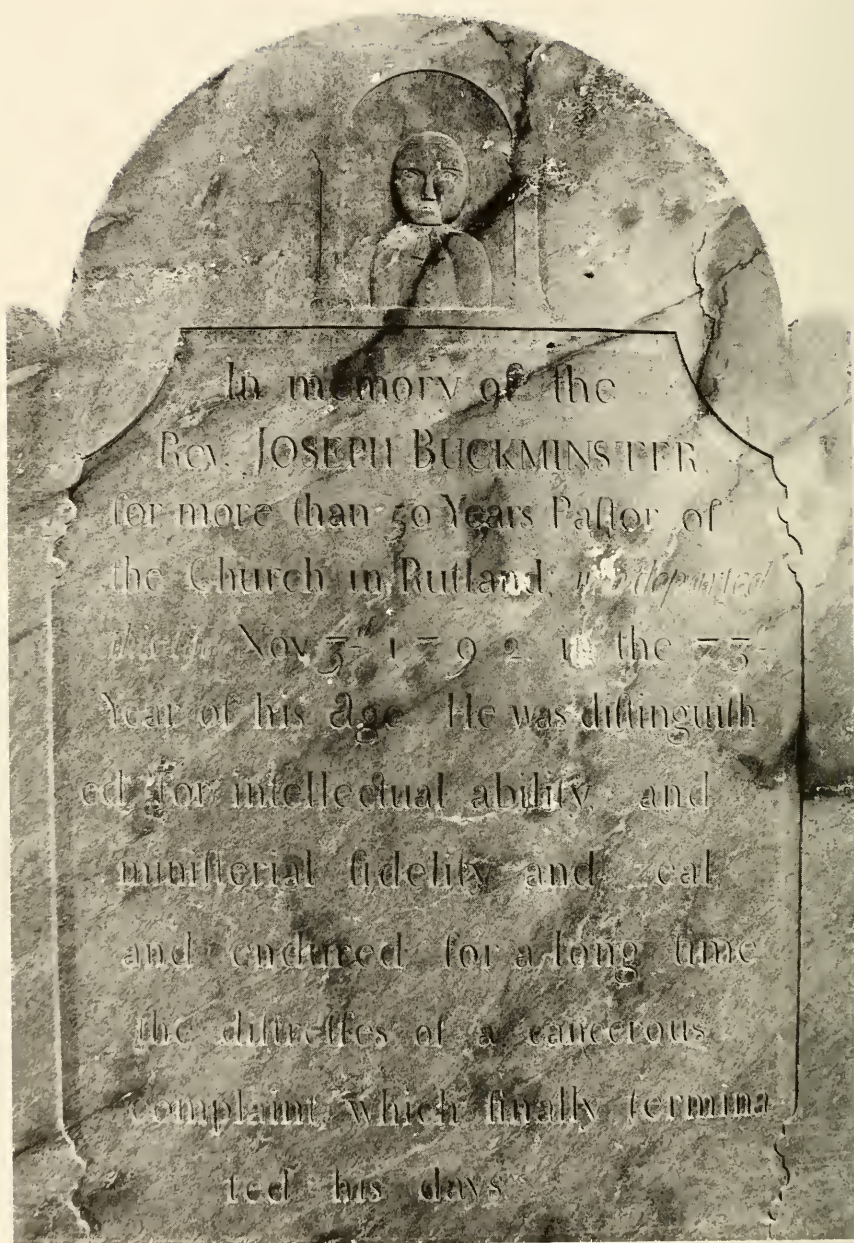 In memory of the
Rev. JOSEPH BUCKMINSTER,
for more than 50 Years Paſtor of
the Church in Rutland, who departed
this life Nov 3rd 1792 in the 73
Year of his age. He was diſtinguiſh
ed for intellectual ability, and
miniſterial fidelity and zeal,
and endured for a long time
the diſtreſſes of a cancerous
complaint, which finally termina
ted his days